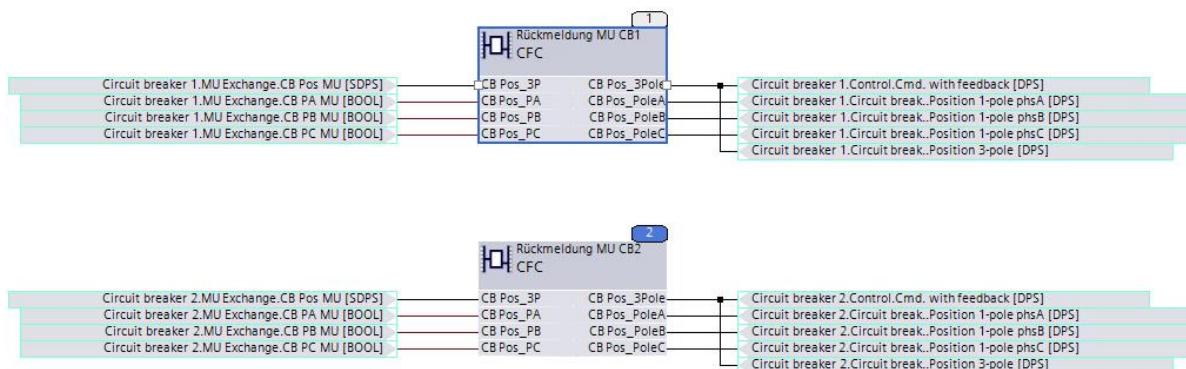 1
Rückmeldung MU CB1
CFC
Circuit breaker 1.MU Exchange.CB Pos MU [SDPS] CB Pos_3P CB Pos_3Pole Circuit breaker 1.Control.Cmd. with feedback [DPS]
Circuit breaker 1.MU Exchange.CB PA MU [BOOL] CB Pos_PA CB Pos_PoleA Circuit breaker 1.Circuit break..Position 1-pole phsA [DPS]
Circuit breaker 1.MU Exchange.CB PB MU [BOOL] CB Pos_PB CB Pos_PoleB Circuit breaker 1.Circuit break..Position 1-pole phsB [DPS]
Circuit breaker 1.MU Exchange.CB PC MU [BOOL] CB Pos_PC CB Pos_PoleC Circuit breaker 1.Circuit break..Position 1-pole phsC [DPS]
Circuit breaker 1.Circuit break..Position 3-pole [DPS]
2
Rückmeldung MU CB2
CFC
Circuit breaker 2.MU Exchange.CB Pos MU [SDPS] CB Pos_3P CB Pos_3Pole Circuit breaker 2.Control.Cmd. with feedback [DPS]
Circuit breaker 2.MU Exchange.CB PA MU [BOOL] CB Pos_PA CB Pos_PoleA Circuit breaker 2.Circuit break..Position 1-pole phsA [DPS]
Circuit breaker 2.MU Exchange.CB PB MU [BOOL] CB Pos_PB CB Pos_PoleB Circuit breaker 2.Circuit break..Position 1-pole phsB [DPS]
Circuit breaker 2.MU Exchange.CB PC MU [BOOL] CB Pos_PC CB Pos_PoleC Circuit breaker 2.Circuit break..Position 1-pole phsC [DPS]
Circuit breaker 2.Circuit break..Position 3-pole [DPS]